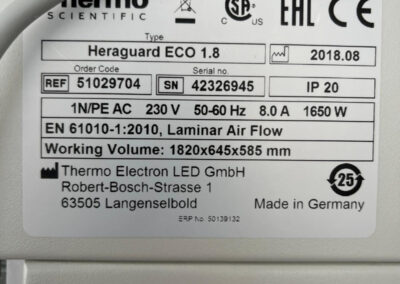 thermo
SCIENTIFIC
SA
C US
EAC CE
Type
Heraguard ECO 1.8
2018.08
Order Code
Serial no.
REF 51029704
SN 42326945
IP 20
1N/PE AC 230 V 50-60 Hz 8.0 A 1650 W
EN 61010-1:2010, Laminar Air Flow
Working Volume: 1820x645x585 mm
Thermo Electron LED GmbH
Robert-Bosch-Strasse 1
63505 Langenselbold
25
Made in Germany
ERP No. 50139132